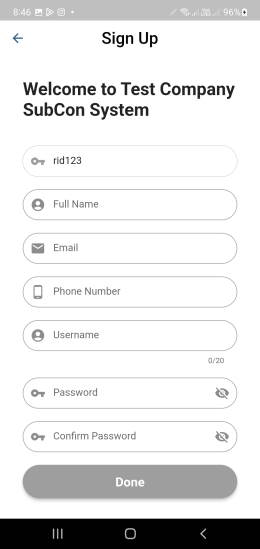 8:46 96%
Sign Up
Welcome to Test Company
SubCon System
rid123
Full Name
Email
Phone Number
Username
0/20
Password
Confirm Password
Done